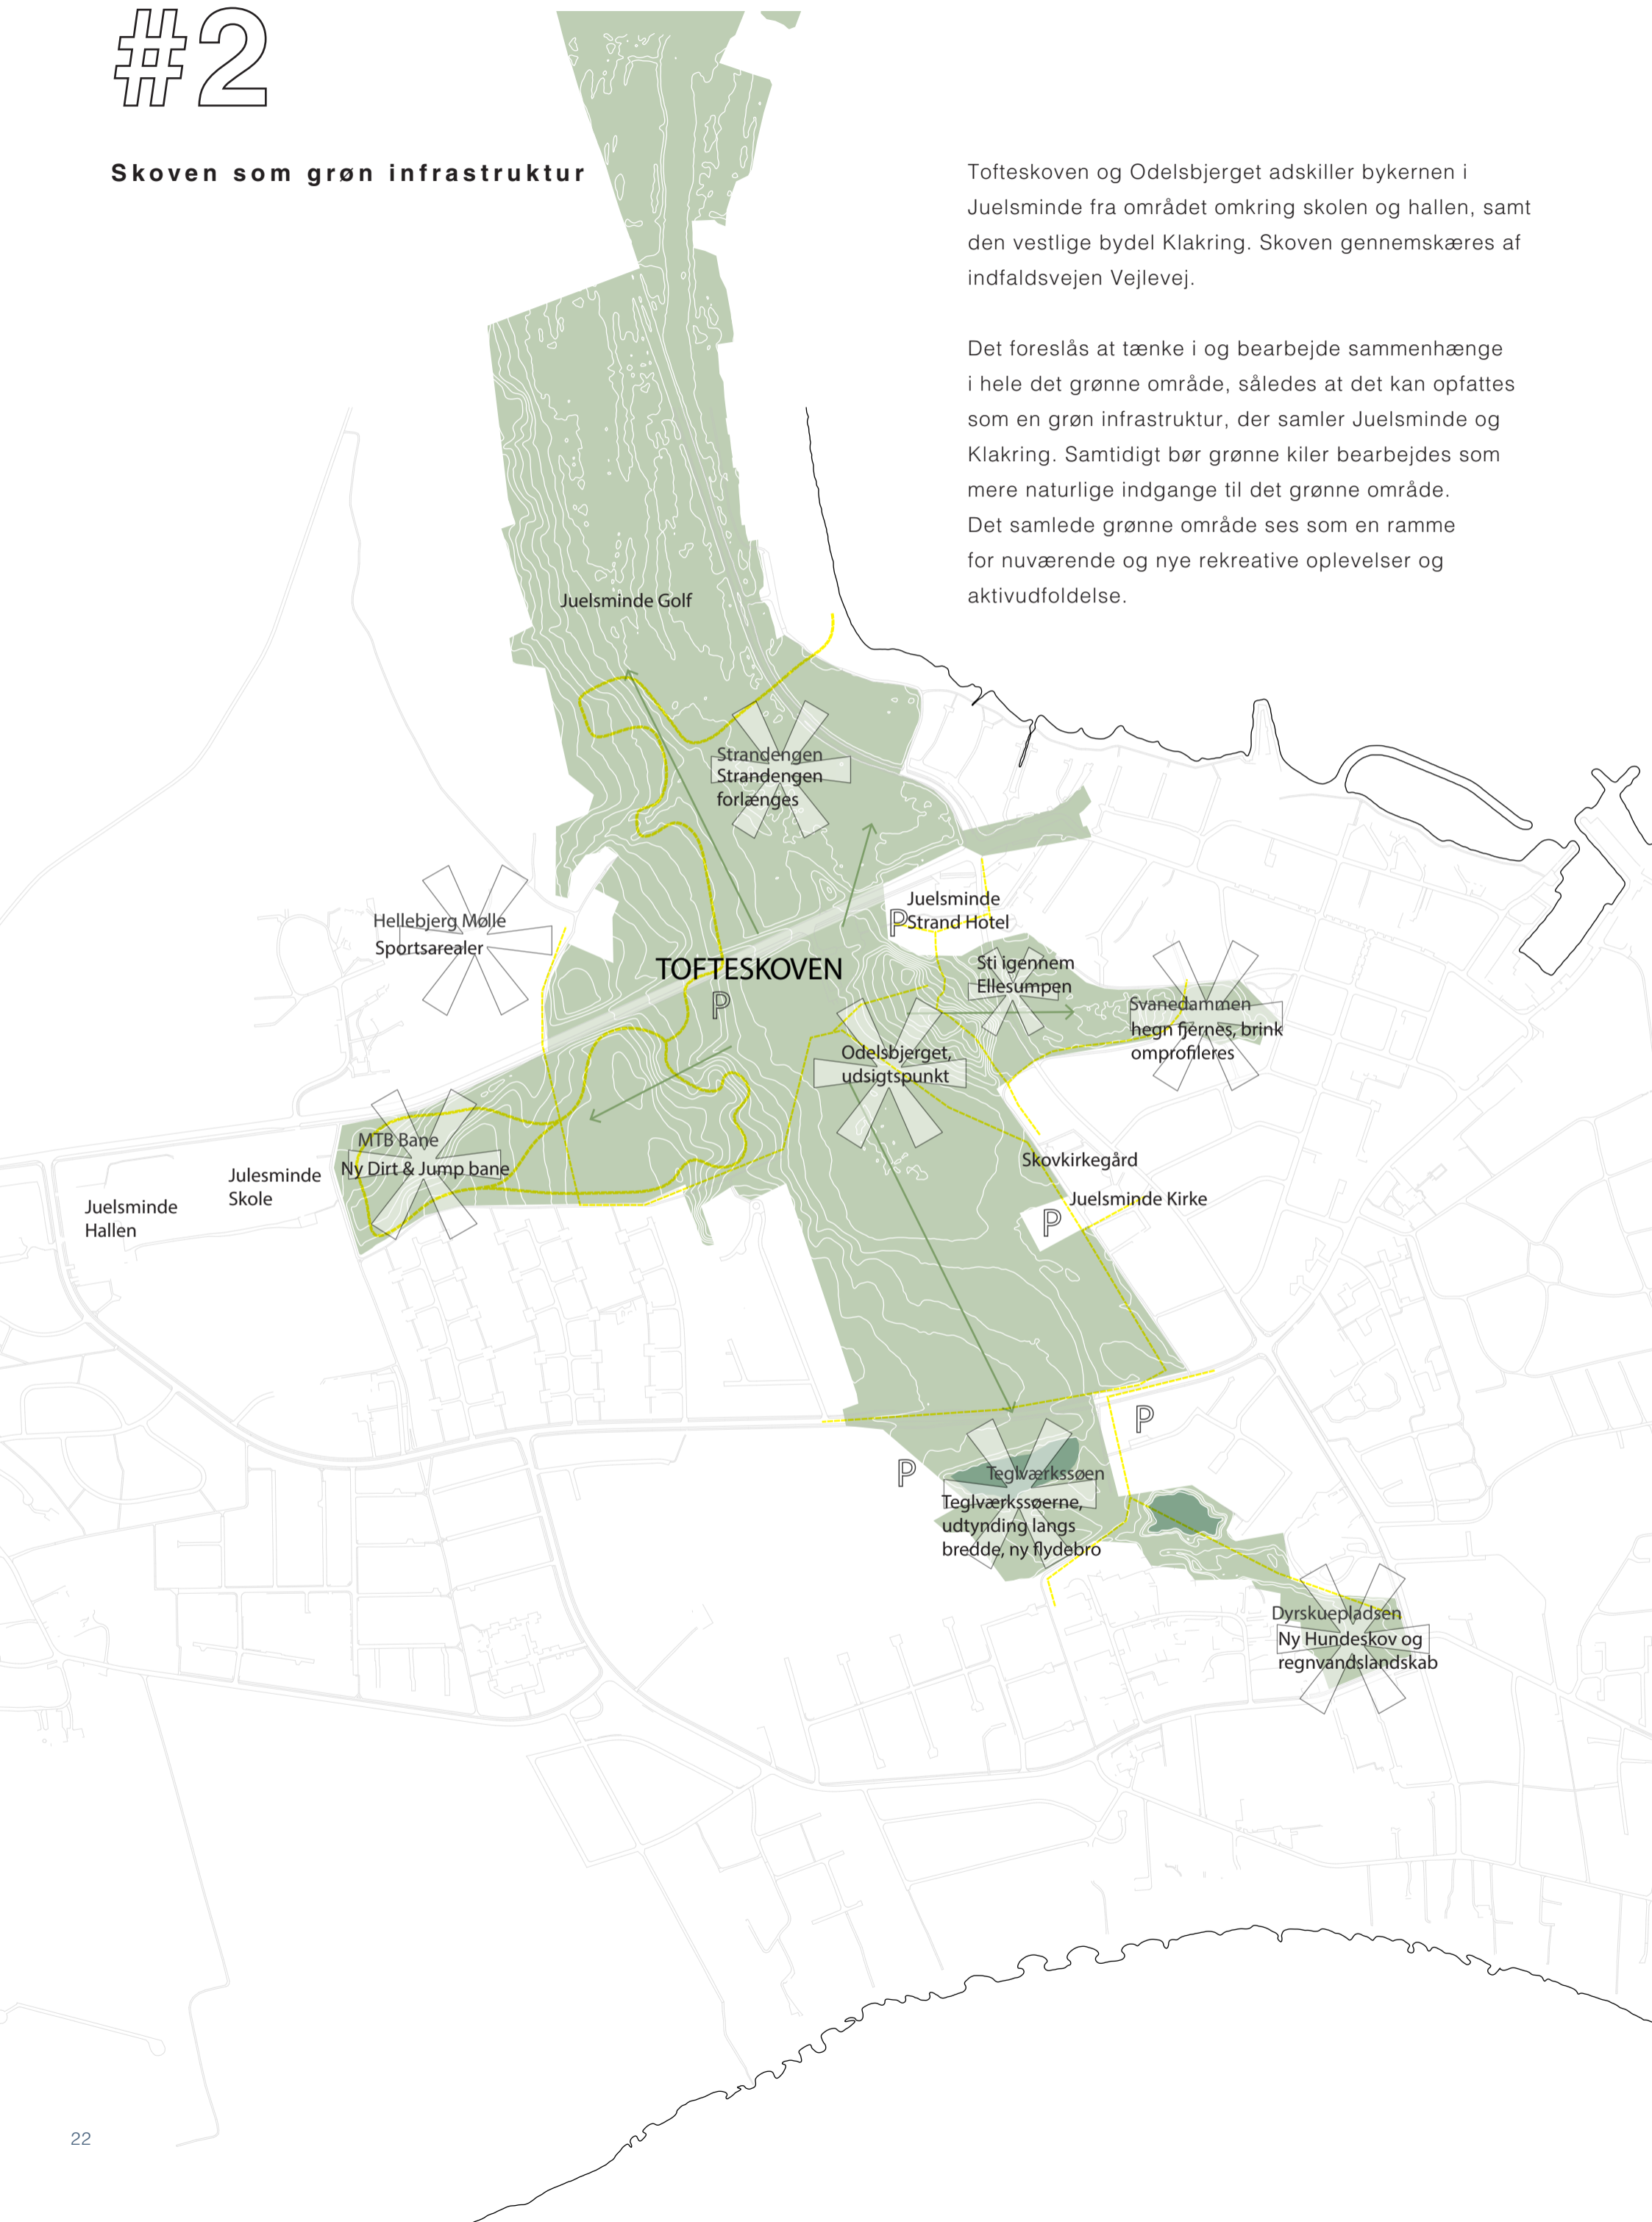 #2
Skoven som grøn infrastruktur
Tofteskoven og Odelsbjerget adskiller bykernen i
Juelsminde fra området omkring skolen og hallen, samt
den vestlige bydel Klakring. Skoven gennemskæres af
indfaldsvejen Vejlevej.
Det foreslås at tænke i og bearbejde sammenhænge
i hele det grønne område, således at det kan opfattes
som en grøn infrastruktur, der samler Juelsminde og
Klakring. Samtidigt bør grønne kiler bearbejdes som
mere naturlige indgange til det grønne område.
Det samlede grønne område ses som en ramme
for nuværende og nye rekreative oplevelser og
aktivudfoldelse.
Juelsminde Golf
Strandengen
Strandengen
forlænges
Hellebjerg Mølle
Sportsarealer
Juelsminde
P Strand Hotel
TOFTESKOVEN
P
Sti igennem
Ellesumpen
Svanedammen
hegn fjernes, brink
omprofileres
Odelsbjerget,
udsigtspunkt
MTB Bane
Ny Dirt & Jump bane
Julesminde
Skole
Juelsminde
Hallen
Skovkirkegård
Juelsminde Kirke
P
P
P
Teglværkssøen
Teglværkssøerne,
udtynding langs
bredde, ny flydebro
Dyrskuepladsen
Ny Hundeskov og
regnvandslandskab
22